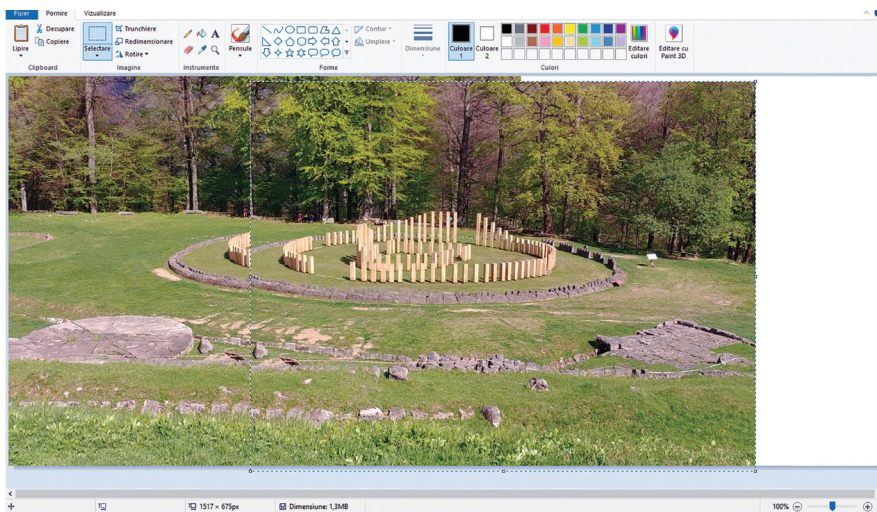 Fișier Pornire Vizualizare
Lipire
Decupare
Copiere
Clipboard
Selectare
Trunchiere
Redimensionare
Rotire
Imagine
A
Instrumente
Pensule
Contur
Umplere
Forme
Dimensiune
Culoare
1
Culoare
2
Editare
culori
Culori
Editare cu
Paint 3D
1517 × 675px
Dimensiune: 1,3MB
100%